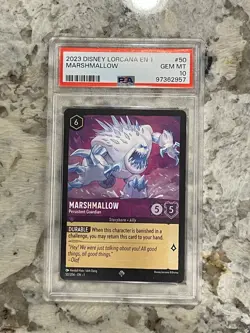 2023 DISNEY LORCANA EN 1
#50
MARSHMALLOW
GEM MT
10
PSA
97362957
6
MARSHMALLOW
Persistent Guardian
5
5
Storyborn • Ally
DURABLE When this character is banished in a
challenge, you may return this card to your hand.
"Hey! We were just talking about you! All good
things, all good things."
–Olaf